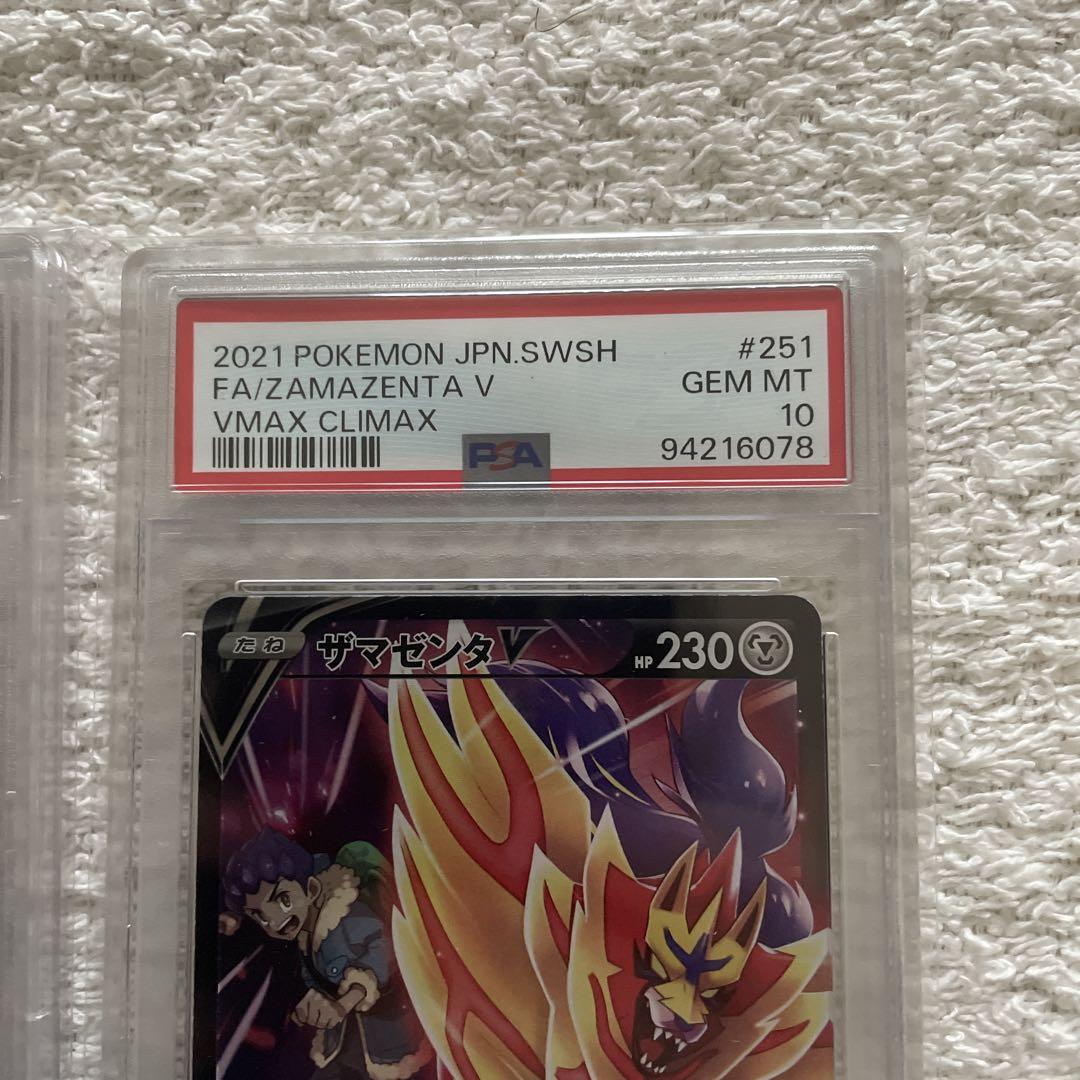 2021 POKEMON JPN.SWSH #251
FA/ZAMAZENTA V GEM MT
VMAX CLIMAX 10
PSA 94216078
たね ザマゼンタV HP 230